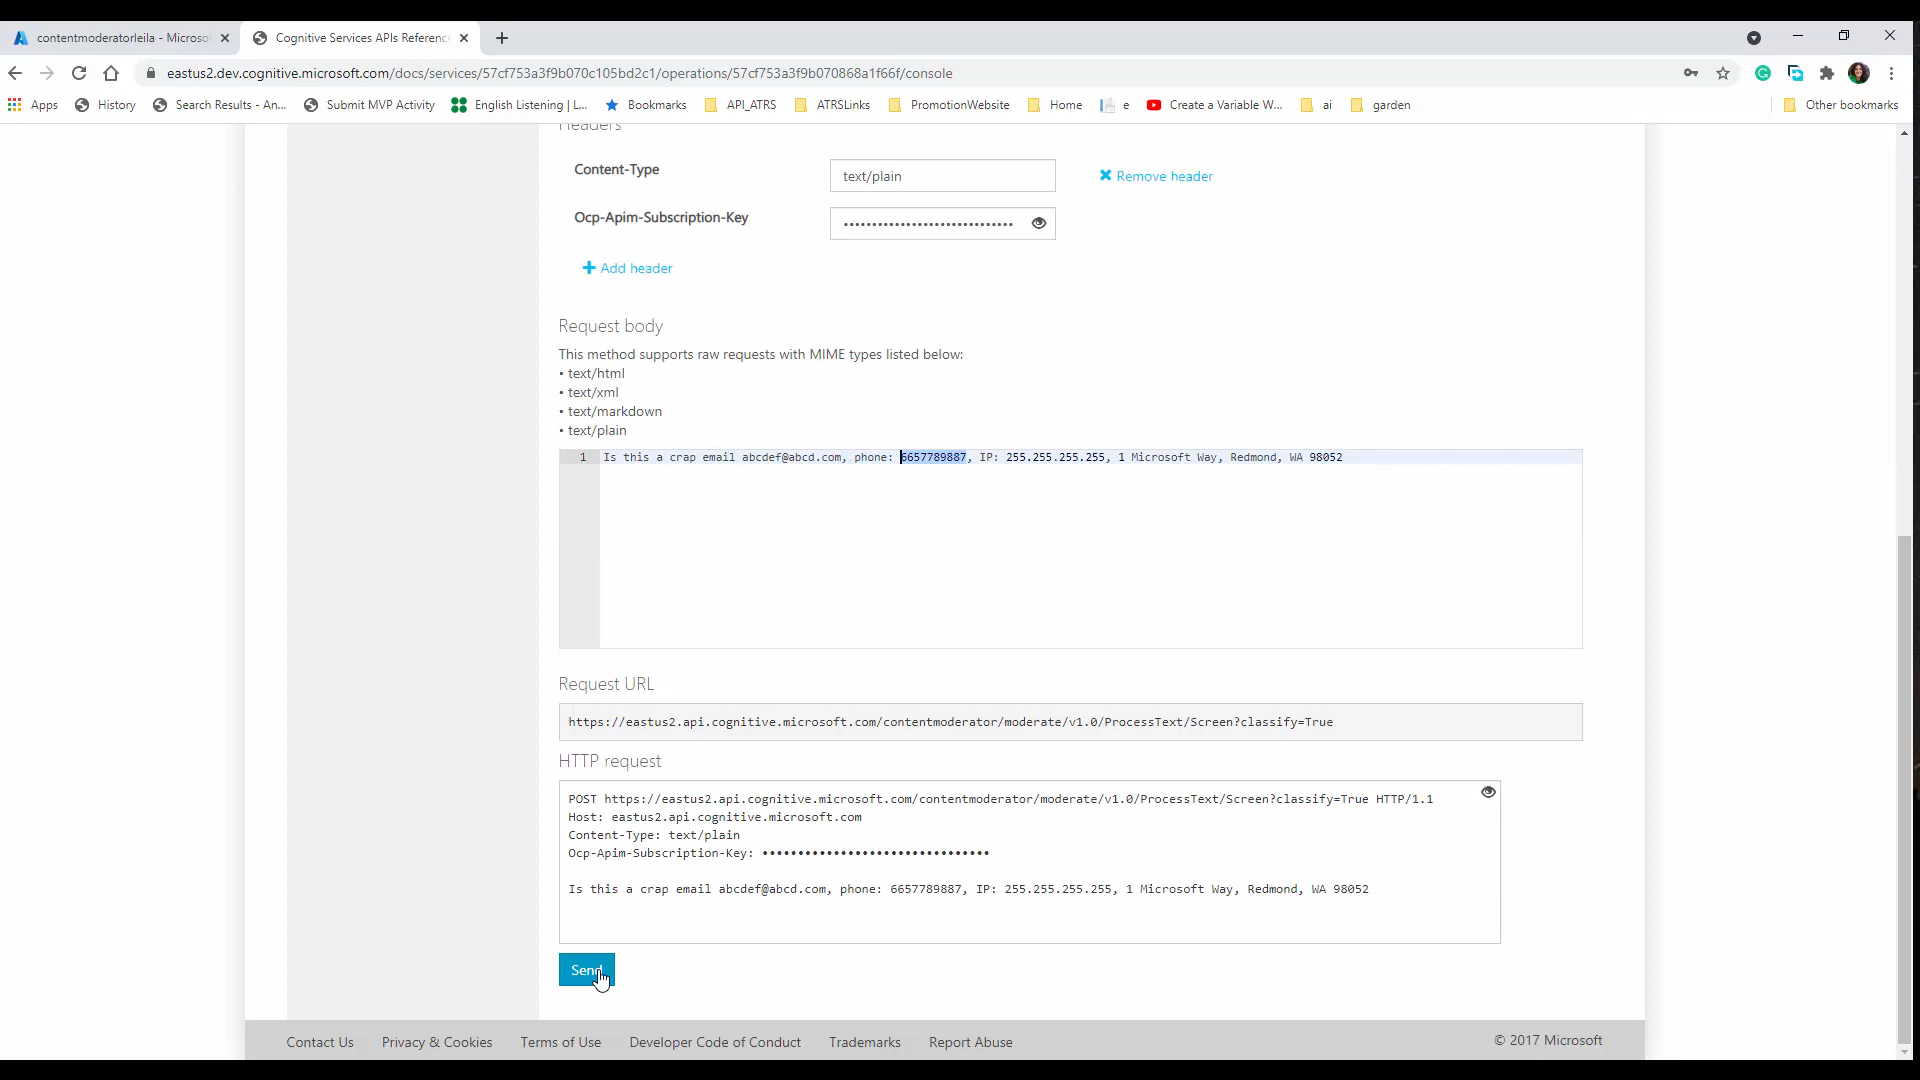 contentmoderatorleila - Microso
Cognitive Services APIs Reference
eastus2.dev.cognitive.microsoft.com/docs/services/57cf753a3f9b070c105bd2c1/operations/57cf753a3f9b070868a1f66f/console
Apps History Search Results - An... Submit MVP Activity English Listening | L... Bookmarks API_ATRS ATRSLinks PromotionWebsite Home e Create a Variable W... ai garden Other bookmarks
Headers
Content-Type text/plain Remove header
Ocp-Apim-Subscription-Key ••••••••••••••••••••••••••••••
Add header
Request body
This method supports raw requests with MIME types listed below:
• text/html
• text/xml
• text/markdown
• text/plain
1 Is this a crap email abcdef@abcd.com, phone: 6657789887, IP: 255.255.255.255, 1 Microsoft Way, Redmond, WA 98052
Request URL
https://eastus2.api.cognitive.microsoft.com/contentmoderator/moderate/v1.0/ProcessText/Screen?classify=True
HTTP request
POST https://eastus2.api.cognitive.microsoft.com/contentmoderator/moderate/v1.0/ProcessText/Screen?classify=True HTTP/1.1
Host: eastus2.api.cognitive.microsoft.com
Content-Type: text/plain
Ocp-Apim-Subscription-Key: ••••••••••••••••••••••••••••••••
Is this a crap email abcdef@abcd.com, phone: 6657789887, IP: 255.255.255.255, 1 Microsoft Way, Redmond, WA 98052
Send
Contact Us Privacy & Cookies Terms of Use Developer Code of Conduct Trademarks Report Abuse © 2017 Microsoft